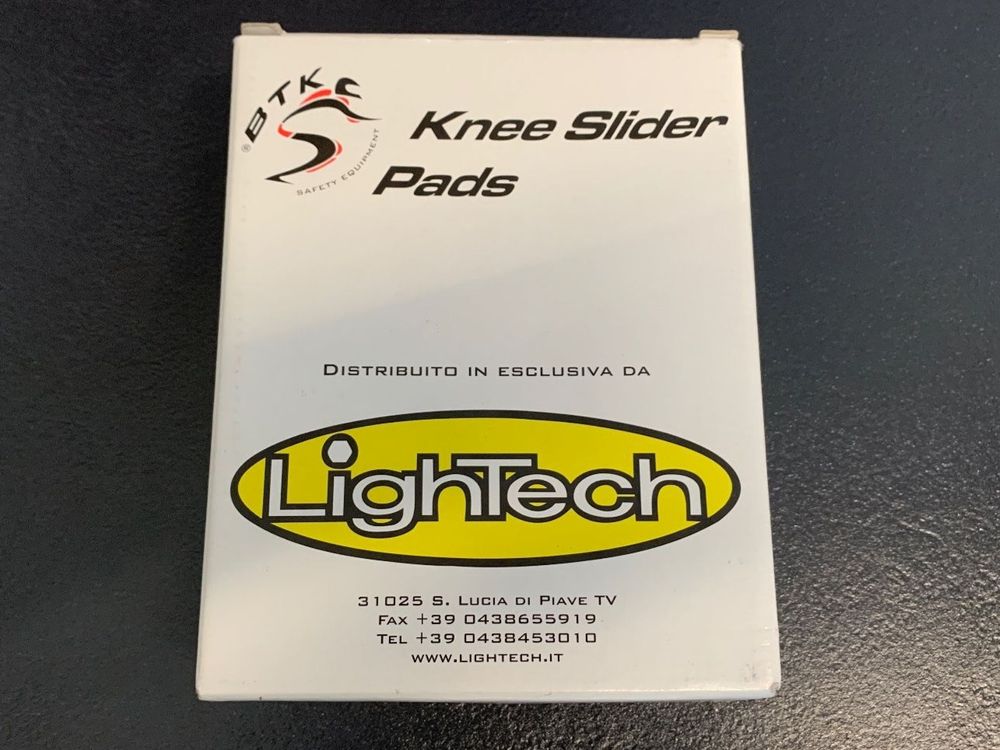 BTK
® SAFETY EQUIPMENT
Knee Slider
Pads
DISTRIBUITO IN ESCLUSIVA DA
LighTech
31025 S. LUCIA DI PIAVE TV
FAX +39 0438655919
TEL +39 0438453010
WWW.LIGHTECH.IT